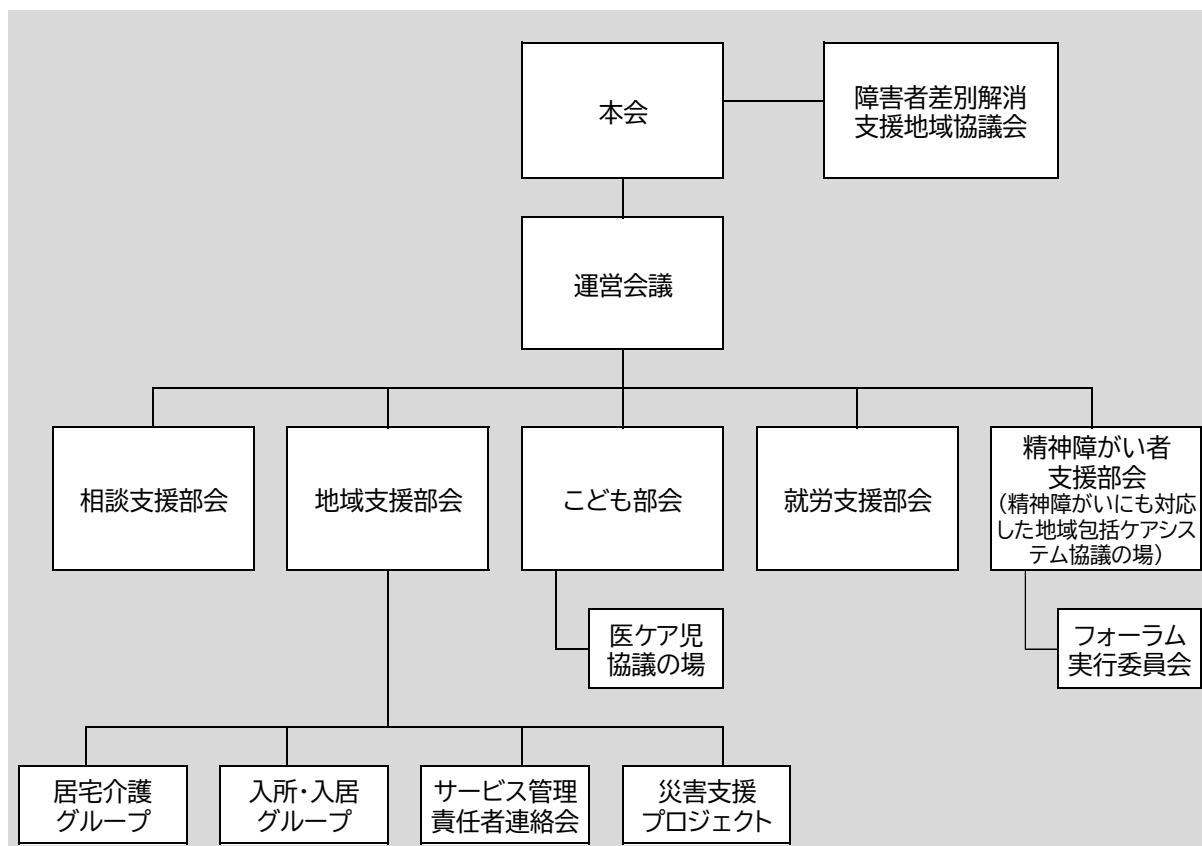 本会
障害者差別解消
支援地域協議会
運営会議
相談支援部会
地域支援部会
こども部会
就労支援部会
精神障がい者
支援部会
（精神障がいにも対応
した地域包括ケアシス
テム協議の場）
医ケア児
協議の場
フォーラム
実行委員会
居宅介護
グループ
入所・入居
グループ
サービス管理
責任者連絡会
災害支援
プロジェクト